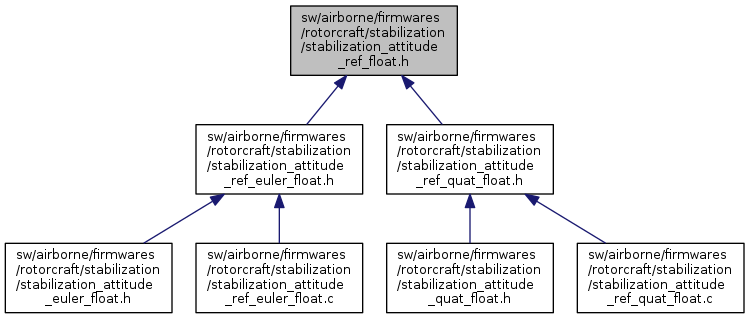 sw/airborne/firmwares
/rotorcraft/stabilization
/stabilization_attitude
_ref_float.h
sw/airborne/firmwares
/rotorcraft/stabilization
/stabilization_attitude
_ref_euler_float.h
sw/airborne/firmwares
/rotorcraft/stabilization
/stabilization_attitude
_ref_quat_float.h
sw/airborne/firmwares
/rotorcraft/stabilization
/stabilization_attitude
_euler_float.h
sw/airborne/firmwares
/rotorcraft/stabilization
/stabilization_attitude
_ref_euler_float.c
sw/airborne/firmwares
/rotorcraft/stabilization
/stabilization_attitude
_quat_float.h
sw/airborne/firmwares
/rotorcraft/stabilization
/stabilization_attitude
_ref_quat_float.c